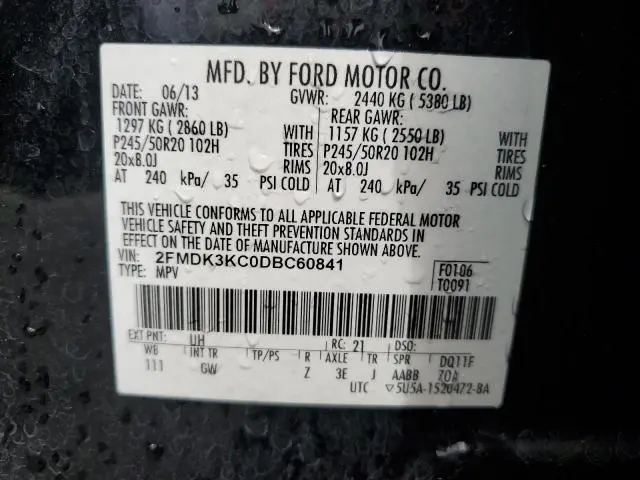 MFD. BY FORD MOTOR CO.
DATE: 06/13 GVWR: 2440 KG ( 5380 LB)
FRONT GAWR: REAR GAWR:
1297 KG ( 2860 LB) WITH 1157 KG ( 2550 LB) WITH
P245/50R20 102H TIRES P245/50R20 102H TIRES
20x8.0J RIMS 20x8.0J RIMS
AT 240 kPa/ 35 PSI COLD AT 240 kPa/ 35 PSI COLD
THIS VEHICLE CONFORMS TO ALL APPLICABLE FEDERAL MOTOR
VEHICLE SAFETY AND THEFT PREVENTION STANDARDS IN
EFFECT ON THE DATE OF MANUFACTURE SHOWN ABOVE.
VIN: 2FMDK3KC0DBC60841 F0106
TYPE: MPV T0091
EXT PNT: UH RC: 21 DSO:
WB INT TR TP/PS R AXLE TR SPR DQ11F
111 GW Z 3E J AABB 70A
UTC ▽5U5A-1520472-BA